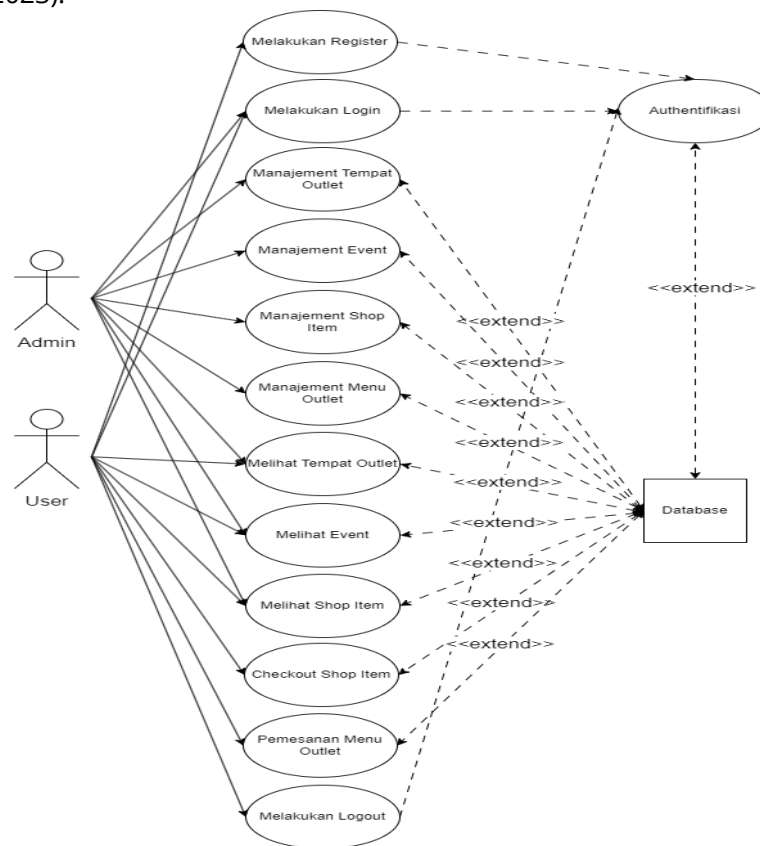 2023).
Melakukan Register
Melakukan Login
Authentifikasi
Manajement Tempat
Outlet
Manajement Event
<<extend>>
Manajement Shop
Item
<<extend>>
Admin
<<extend>>
Manajement Menu
Outlet
<<extend>>
<<extend>>
Melihat Tempat Outlet
<<extend>>
User
Database
<<extend>>
Melihat Event
<<extend>>
Melihat Shop Item
<<extend>>
<<extend>>
Checkout Shop Item
Pemesanan Menu
Outlet
Melakukan Logout